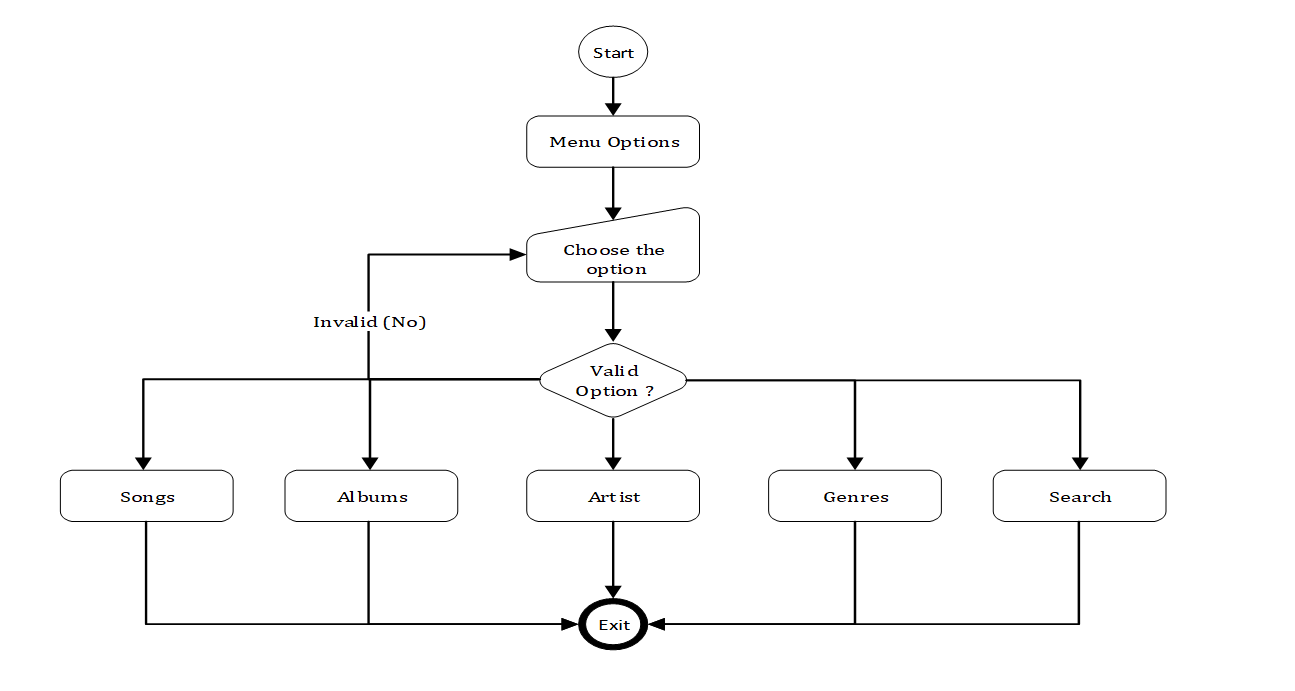 Start
Menu Options
Choose the
option
Invalid (No)
Valid
Option ?
Songs
Albums
Artist
Genres
Search
Exit